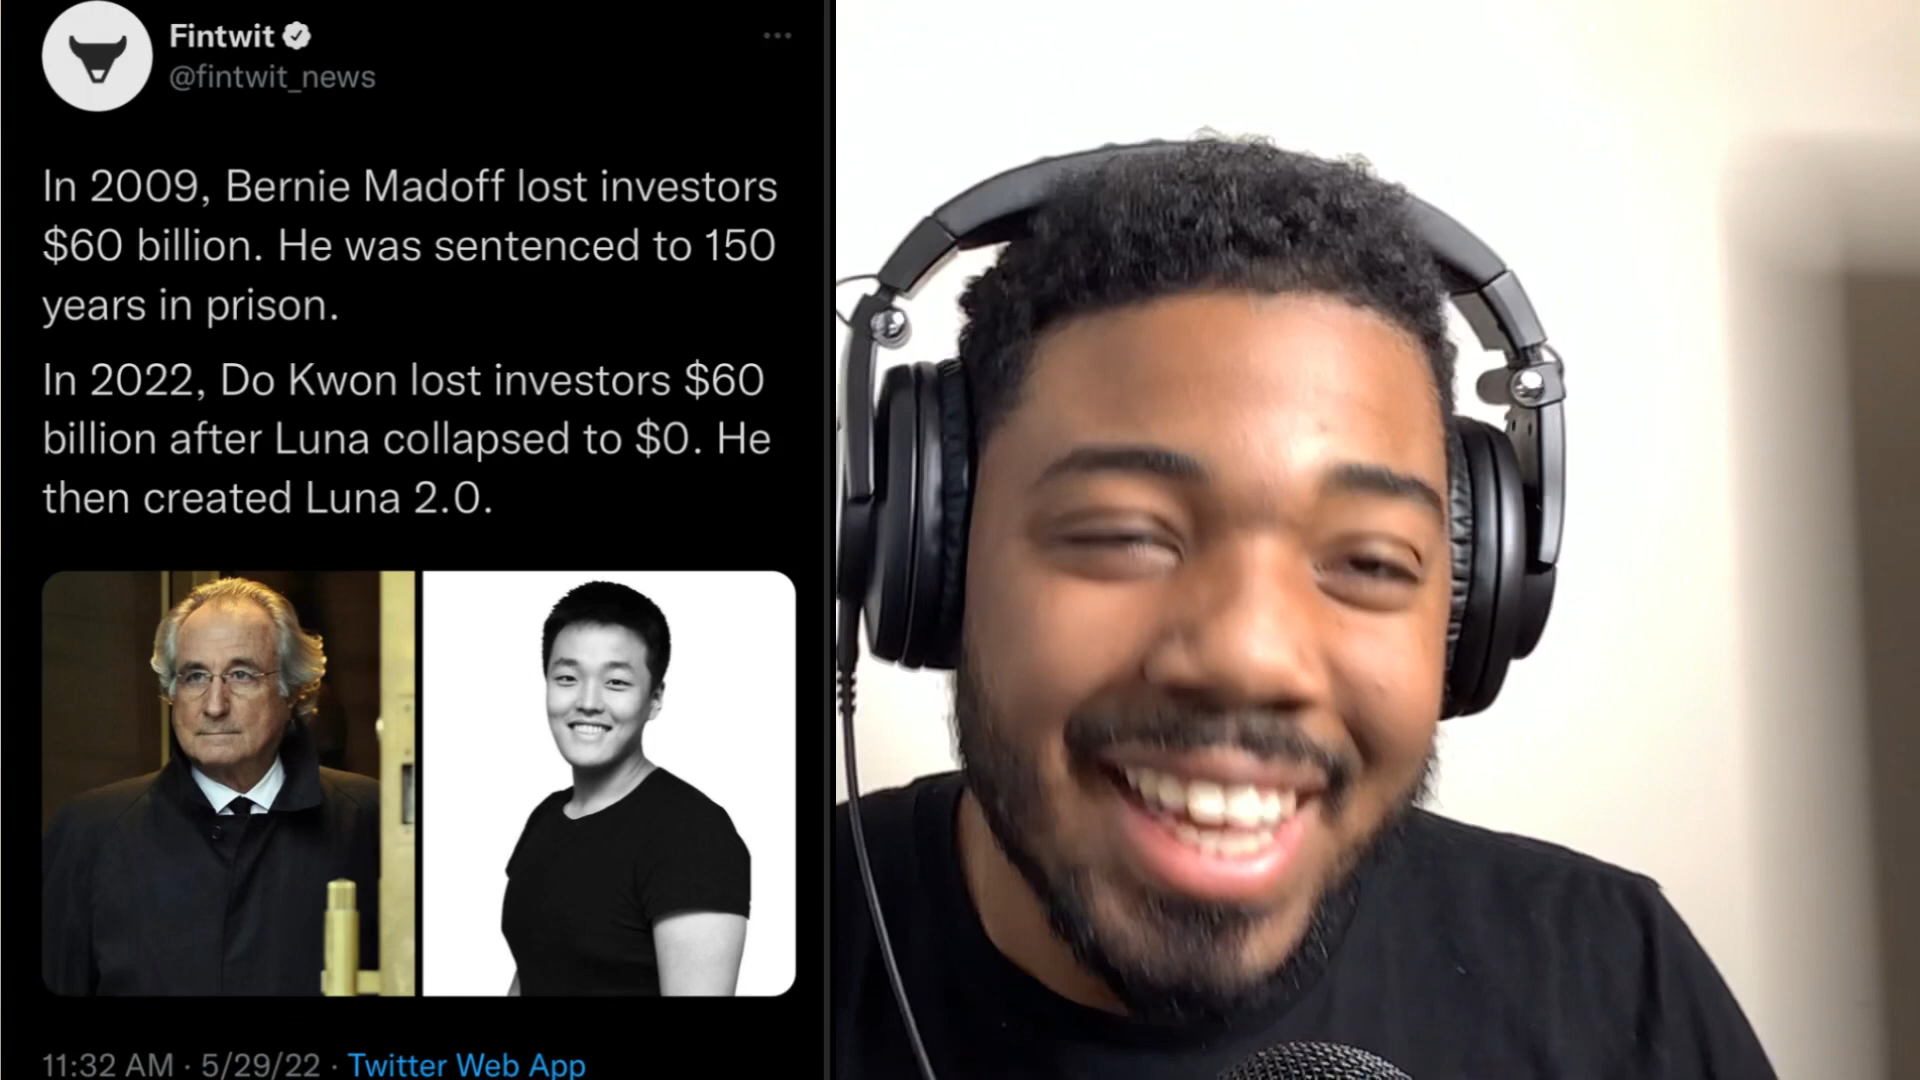 Fintwit
@fintwit_news
In 2009, Bernie Madoff lost investors
$60 billion. He was sentenced to 150
years in prison.
In 2022, Do Kwon lost investors $60
billion after Luna collapsed to $0. He
then created Luna 2.0.
11:32 AM · 5/29/22 · Twitter Web App